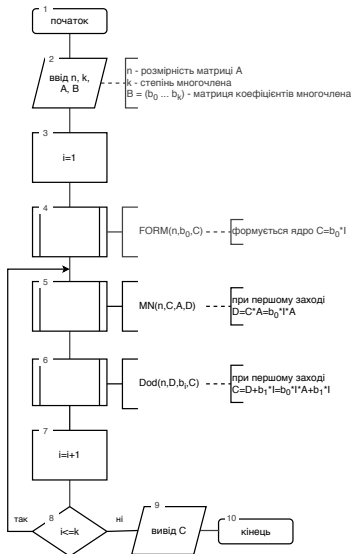 1
початок
2
ввід n, k,
A, B
n - розмірність матриці A
k - степінь многочлена
B = (b₀ ... bₖ) - матриця коефіцієнтів многочлена
3
i=1
4
FORM(n,b₀,C)
формується ядро C=b₀*I
5
MN(n,C,A,D)
при першому заході
D=C*A=b₀*I*A
6
Dod(n,D,bᵢ,C)
при першому заході
C=D+b₁*I=b₀*I*A+b₁*I
7
i=i+1
так
8
i<=k
ні
9
вивід C
10
кінець